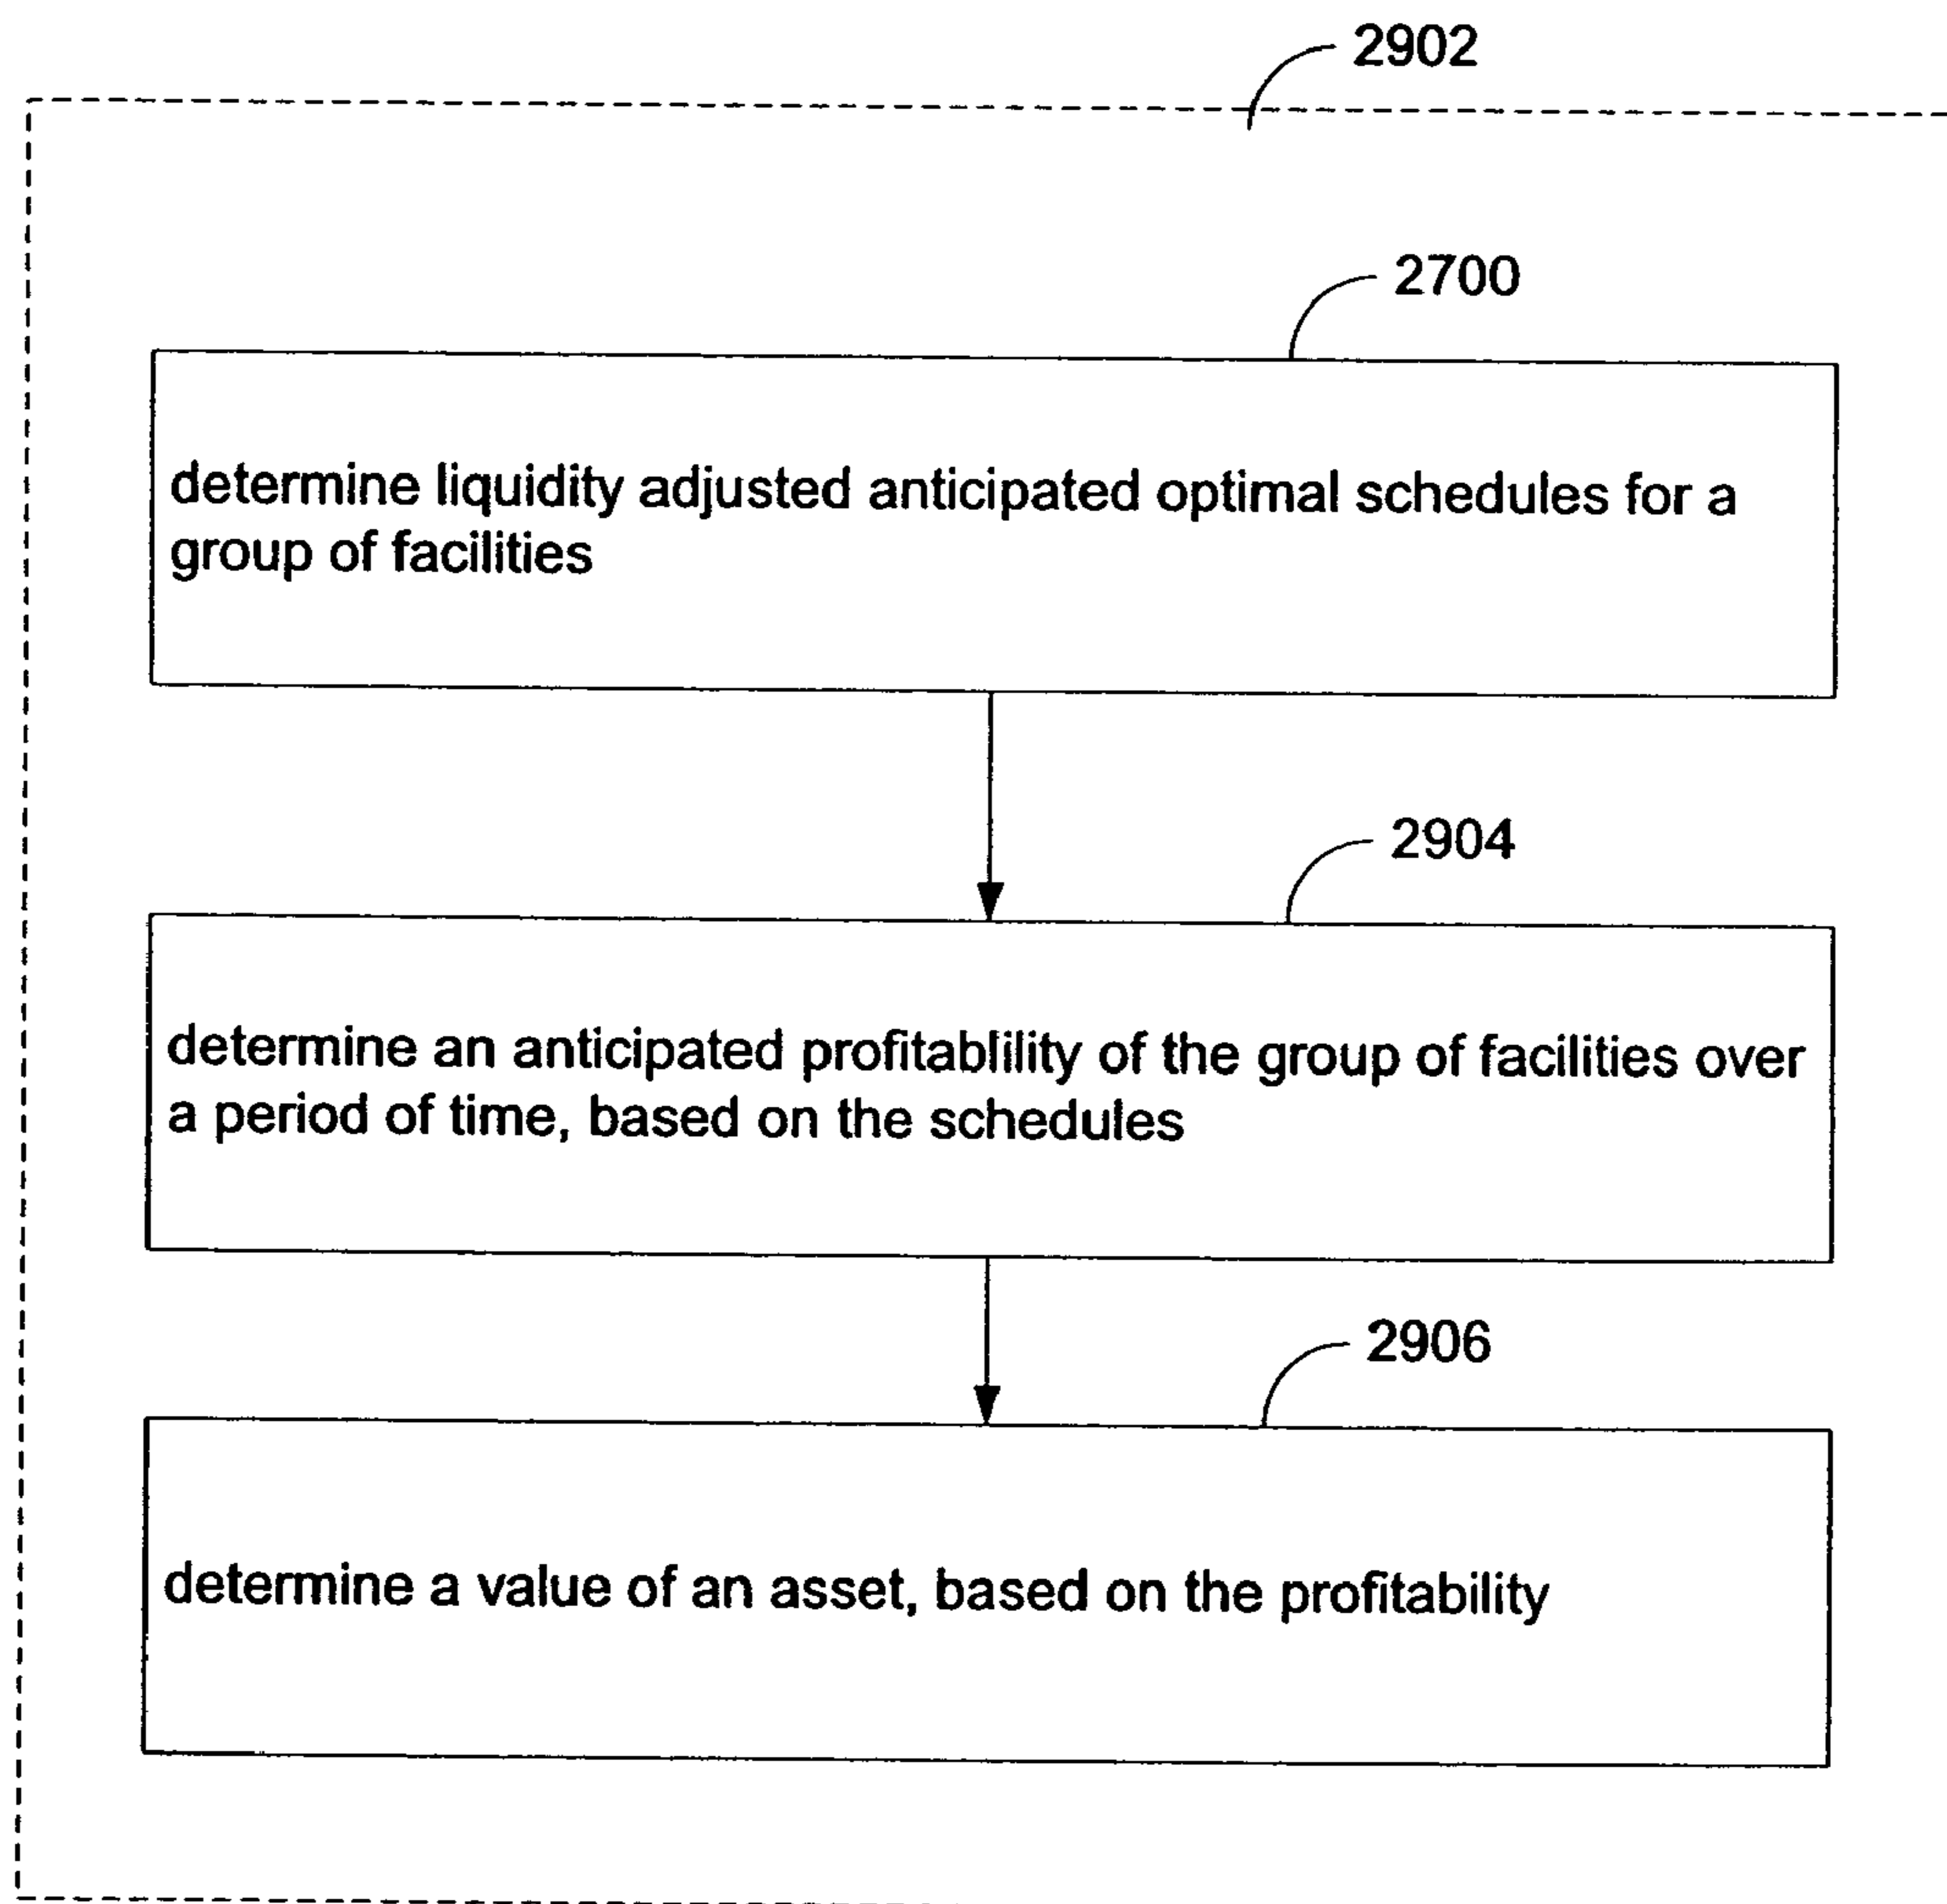 2902
2700
determine liquidity adjusted anticipated optimal schedules for a
group of facilities
2904
determine an anticipated profitablility of the group of facilities over
a period of time, based on the schedules
2906
determine a value of an asset, based on the profitability